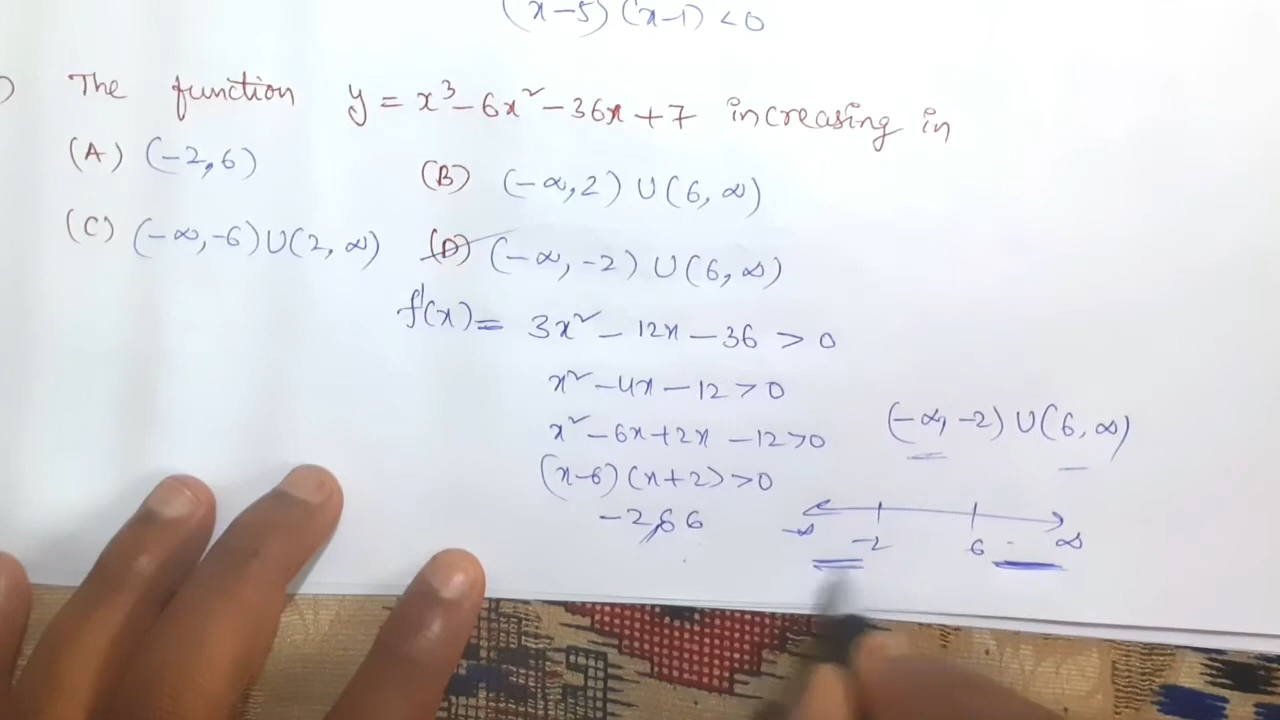 (x-5) (x-1) <0
The function y = x³-6x²-36x+7 increasing in
(A) (-2,6) (B) (-∞,2) U (6,∞)
(C) (-∞,-6)U(2,∞) (D) (-∞,-2) U (6,∞)
f'(x) = 3x²-12x-36 > 0
x²-4x-12>0
x²-6x+2x-12>0 (-∞,-2) U (6,∞)
(x-6) (x+2)>0
-2, 6
-∞ -2 6 ∞